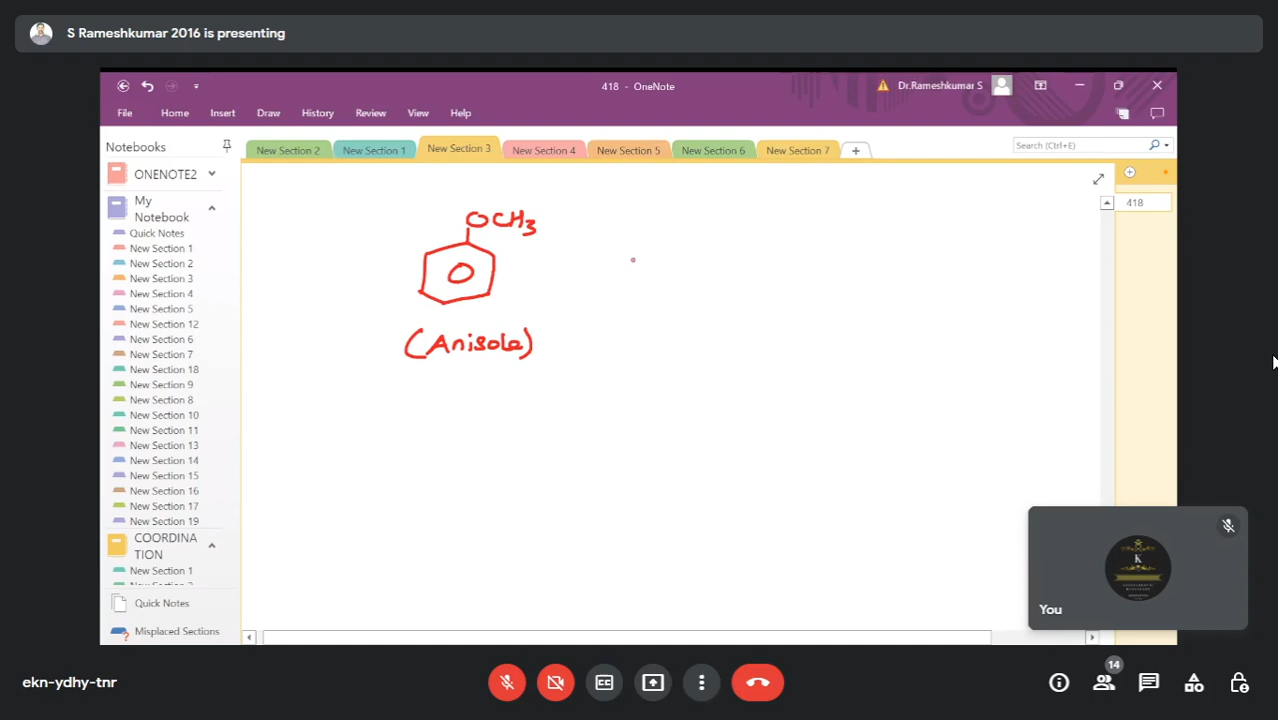 S Rameshkumar 2016 is presenting
418 - OneNote
Dr.Rameshkumar S
File Home Insert Draw History Review View Help
Notebooks
New Section 2 New Section 1 New Section 3 New Section 4 New Section 5 New Section 6 New Section 7
Search (Ctrl+E)
ONENOTE2
My
Notebook
Quick Notes
New Section 1
New Section 2
New Section 3
New Section 4
New Section 5
New Section 12
New Section 6
New Section 7
New Section 18
New Section 9
New Section 8
New Section 10
New Section 11
New Section 13
New Section 14
New Section 15
New Section 16
New Section 17
New Section 19
COORDINA
TION
New Section 1
Quick Notes
Misplaced Sections
418
OCH3
(Anisole)
K
You
ekn-ydhy-tnr
CC
14